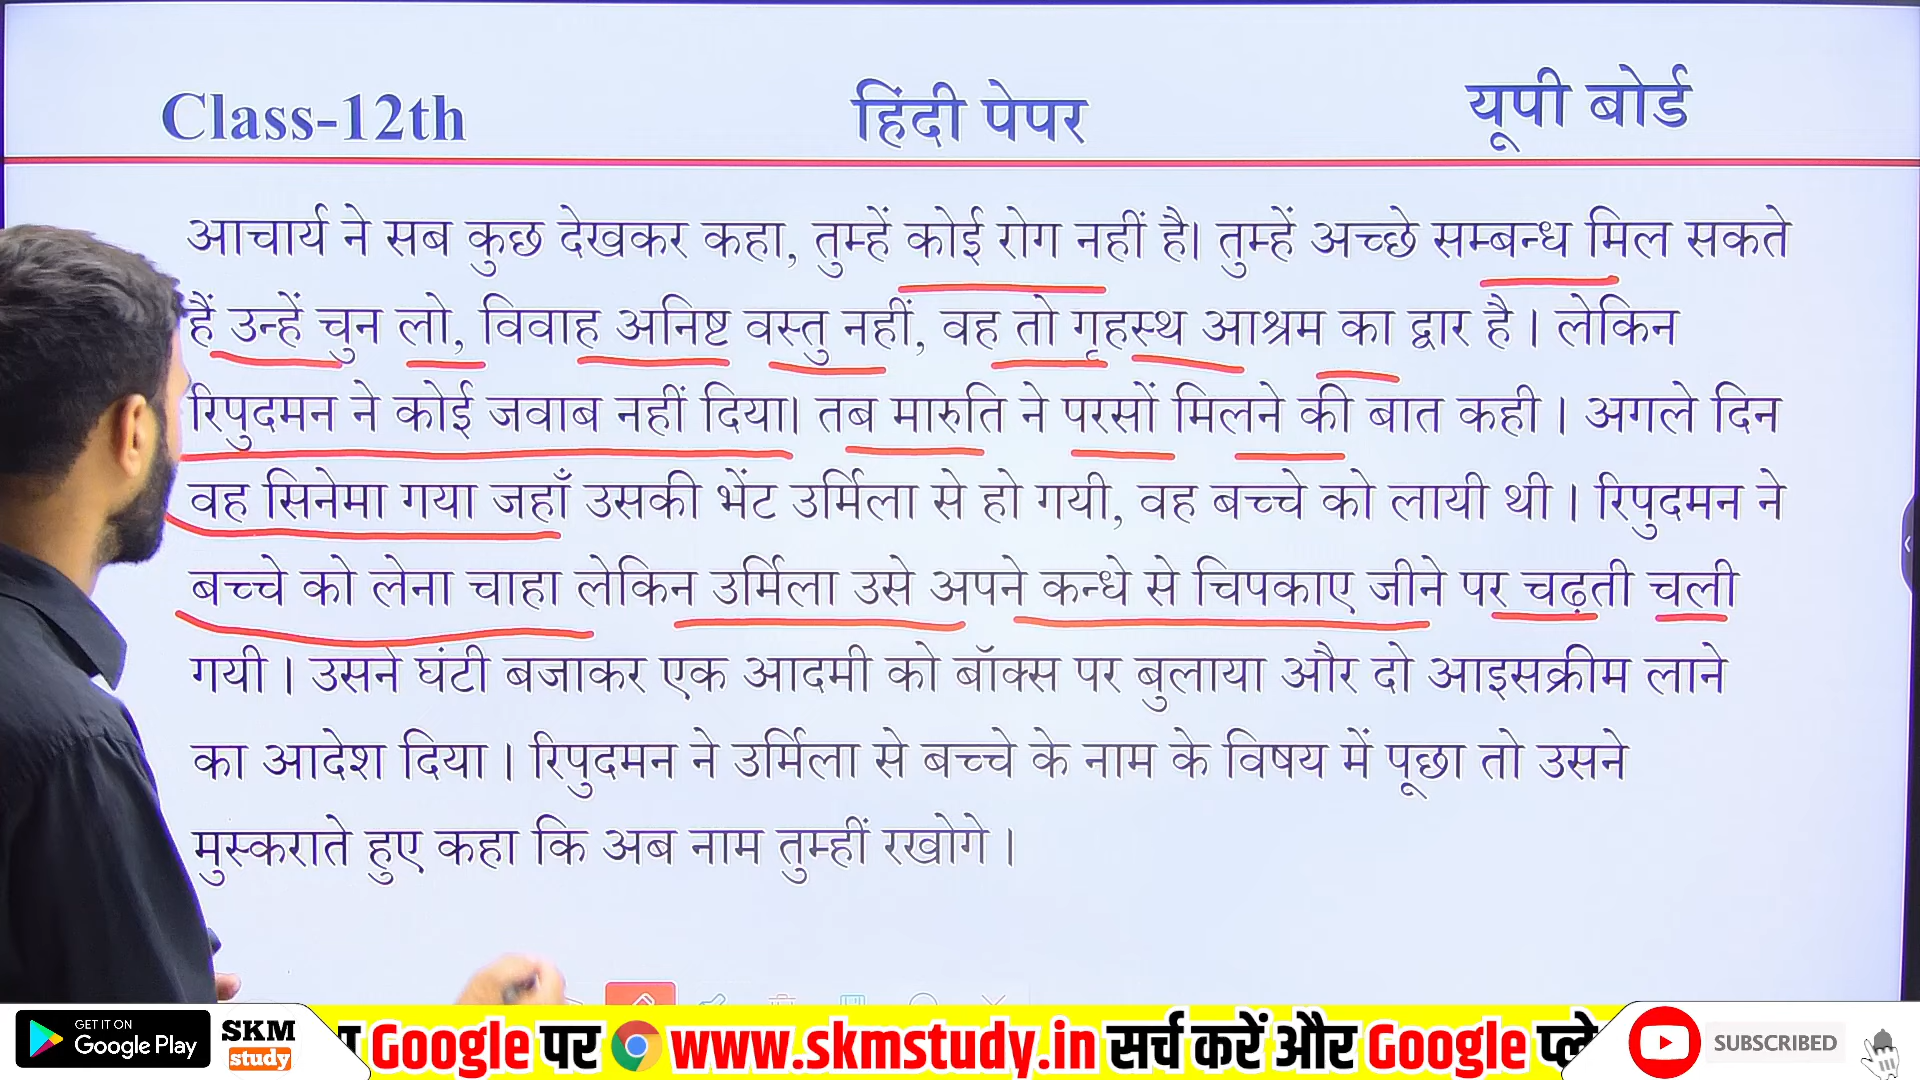 Class-12th हिंदी पेपर यूपी बोर्ड
आचार्य ने सब कुछ देखकर कहा, तुम्हें कोई रोग नहीं है। तुम्हें अच्छे सम्बन्ध मिल सकते
हैं उन्हें चुन लो, विवाह अनिष्ट वस्तु नहीं, वह तो गृहस्थ आश्रम का द्वार है । लेकिन
रिपुदमन ने कोई जवाब नहीं दिया। तब मारुति ने परसों मिलने की बात कही । अगले दिन
वह सिनेमा गया जहाँ उसकी भेंट उर्मिला से हो गयी, वह बच्चे को लायी थी । रिपुदमन ने
बच्चे को लेना चाहा लेकिन उर्मिला उसे अपने कन्धे से चिपकाए जीने पर चढ़ती चली
गयी । उसने घंटी बजाकर एक आदमी को बॉक्स पर बुलाया और दो आइसक्रीम लाने
का आदेश दिया । रिपुदमन ने उर्मिला से बच्चे के नाम के विषय में पूछा तो उसने
मुस्कराते हुए कहा कि अब नाम तुम्हीं रखोगे ।
GET IT ON
Google Play
SKM
study
Google पर www.skmstudy.in सर्च करें और Google
SUBSCRIBED